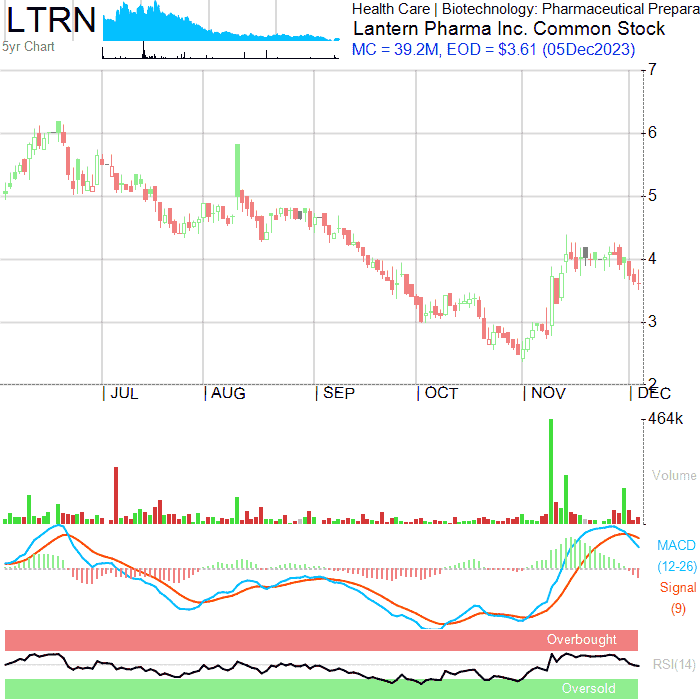 LTRN
5yr Chart
Health Care | Biotechnology: Pharmaceutical Prepara
Lantern Pharma Inc. Common Stock
MC = 39.2M, EOD = $3.61 (05Dec2023)
7
6
5
4
3
2
|JUL |AUG |SEP |OCT |NOV |DEC
464k
Volume
MACD
(12-26)
Signal
(9)
Overbought
RSI(14)
Oversold